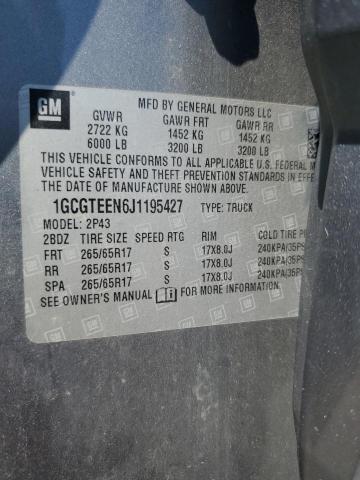 GM
MFD BY GENERAL MOTORS LLC
GVWR GAWR FRT GAWR RR
2722 KG 1452 KG 1452 KG
6000 LB 3200 LB 3200 LB
THIS VEHICLE CONFORMS TO ALL APPLICABLE U.S. FEDERAL M
VEHICLE SAFETY AND THEFT PREVENTION STANDARDS IN EFFE
THE DATE OF MANUFACTURE SHOWN ABOVE.
1GCGTEEN6J1195427 TYPE: TRUCK
MODEL: 2P43
2BDZ TIRE SIZE SPEED RTG RIM COLD TIRE P
FRT 265/65R17 S 17X8.0J 240KPA/35PS
RR 265/65R17 S 17X8.0J 240KPA/35PS
SPA 265/65R17 S 17X8.0J 240KPA/35PS
SEE OWNER'S MANUAL FOR MORE INFORMATION.